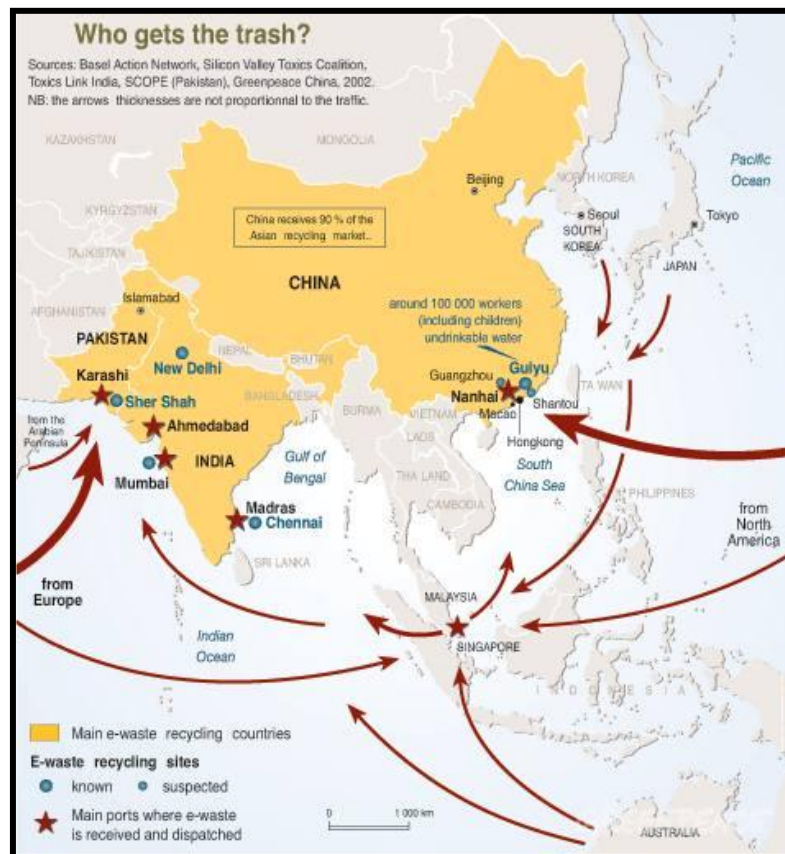 Who gets the trash?
Sources: Basel Action Network, Silicon Valley Toxics Coalition,
Toxics Link India, SCOPE (Pakistan), Greenpeace China, 2002.
NB: the arrows thicknesses are not proportionnal to the traffic.
KAZAKHSTAN
MONGOLIA
Pacific
Ocean
NORTH KOREA
Beijing
KYRGYZSTAN
China receives 90 % of the
Asian recycling market..
Seoul
SOUTH
KOREA
Tokyo
JAPAN
TAJIKISTAN
CHINA
AFGHANISTAN
Islamabad
around 100 000 workers
(including children)
undrinkable water
PAKISTAN
New Delhi
NEPAL
BHUTAN
Guiyu
Guangzhou
Karashi
Sher Shah
BANGLADESH
Nanhai
TA WAN
Shantou
Macao
from the
Arabian
Peninsula
Ahmedabad
BURMA
VIETNAM
LAOS
Hongkong
INDIA
Gulf of
Bengal
South
China Sea
Mumbai
THA LAND
PHILIPPINES
Madras
Chennai
CAMBODIA
from
North
America
SRI LANKA
from
Europe
MALAYSIA
Indian
Ocean
SINGAPORE
I N D O N E S I A
Main e-waste recycling countries
E-waste recycling sites
known
suspected
Main ports where e-waste
is received and dispatched
0
1 000 km
AUSTRALIA